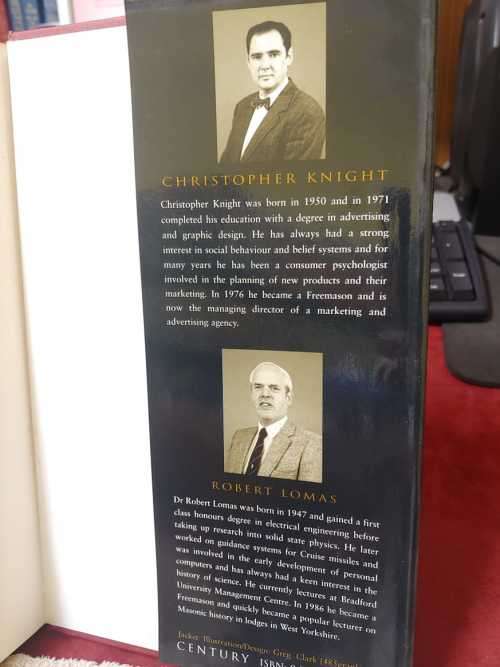 CHRISTOPHER KNIGHT
Christopher Knight was born in 1950 and in 1971
completed his education with a degree in advertising
and graphic design. He has always had a strong
interest in social behaviour and belief systems and for
many years he has been a consumer psychologist
involved in the planning of new products and their
marketing. In 1976 he became a Freemason and is
now the managing director of a marketing and
advertising agency.
ROBERT LOMAS
Dr Robert Lomas was born in 1947 and gained a first
class honours degree in electrical engineering before
taking up research into solid state physics. He later
worked on guidance systems for Cruise missiles and
was involved in the early development of personal
computers and has always had a keen interest in the
history of science. He currently lectures at Bradford
University Management Centre. In 1986 he became a
Freemason and quickly became a popular lecturer on
Masonic history in lodges in West Yorkshire.
Jacket Illustration/Design: Greg. Clark
CENTURY ISBN: